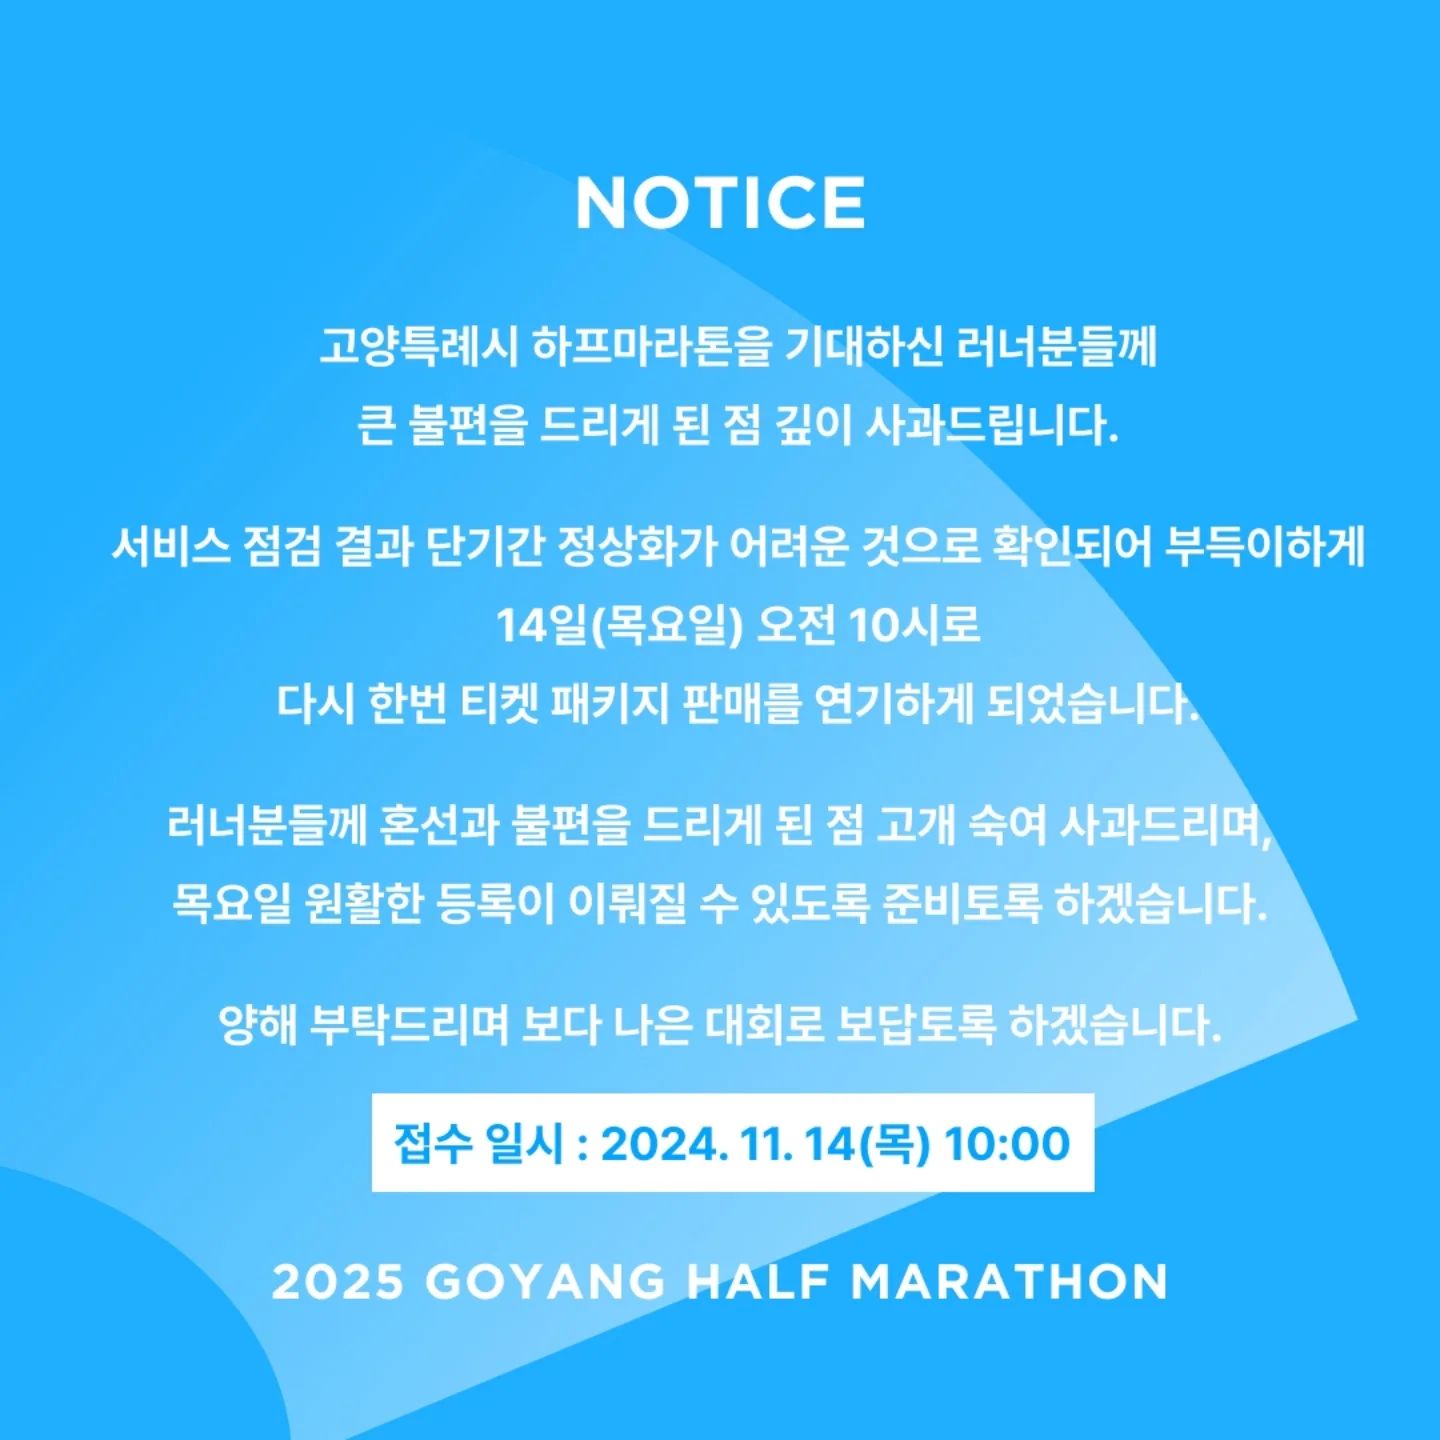 NOTICE
고양특례시 하프마라톤을 기대하신 러너분들께
큰 불편을 드리게 된 점 깊이 사과드립니다.
서비스 점검 결과 단기간 정상화가 어려운 것으로 확인되어 부득이하게
14일(목요일) 오전 10시로
다시 한번 티켓 패키지 판매를 연기하게 되었습니다.
러너분들께 혼선과 불편을 드리게 된 점 고개 숙여 사과드리며,
목요일 원활한 등록이 이뤄질 수 있도록 준비토록 하겠습니다.
양해 부탁드리며 보다 나은 대회로 보답토록 하겠습니다.
접수 일시 : 2024. 11. 14(목) 10:00
2025 GOYANG HALF MARATHON